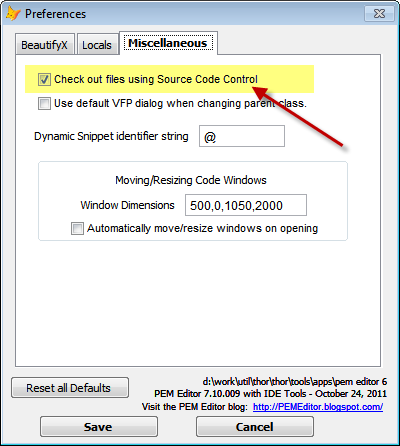 Preferences
BeautifyX Locals Miscellaneous
Check out files using Source Code Control
Use default VFP dialog when changing parent class.
Dynamic Snippet identifier string @
Moving/Resizing Code Windows
Window Dimensions 500,0,1050,2000
Automatically move/resize windows on opening
Reset all Defaults
d:\work\util\thor\thor\tools\apps\pem editor 6
PEM Editor 7.10.009 with IDE Tools - October 24, 2011
Visit the PEM Editor blog: http://PEMEditor.blogspot.com/
Save Cancel